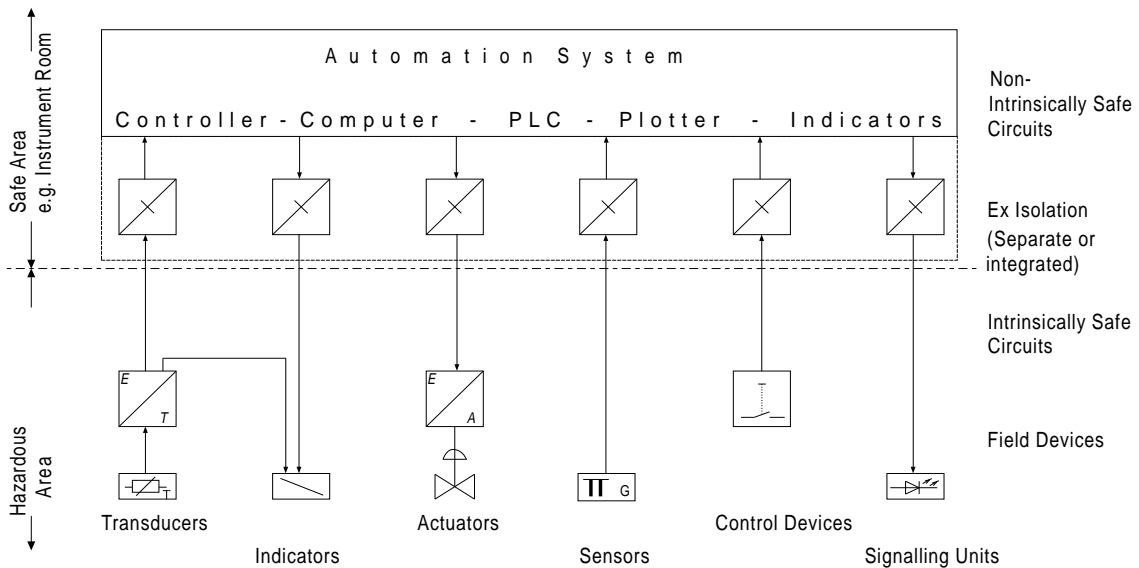 Automation System
Controller - Computer - PLC - Plotter - Indicators
Safe Area
e.g. Instrument Room
Non-
Intrinsically Safe
Circuits
Ex Isolation
(Separate or
integrated)
Intrinsically Safe
Circuits
Hazardous
Area
E
T
E
A
Field Devices
T
G
Transducers
Actuators
Control Devices
Indicators
Sensors
Signalling Units